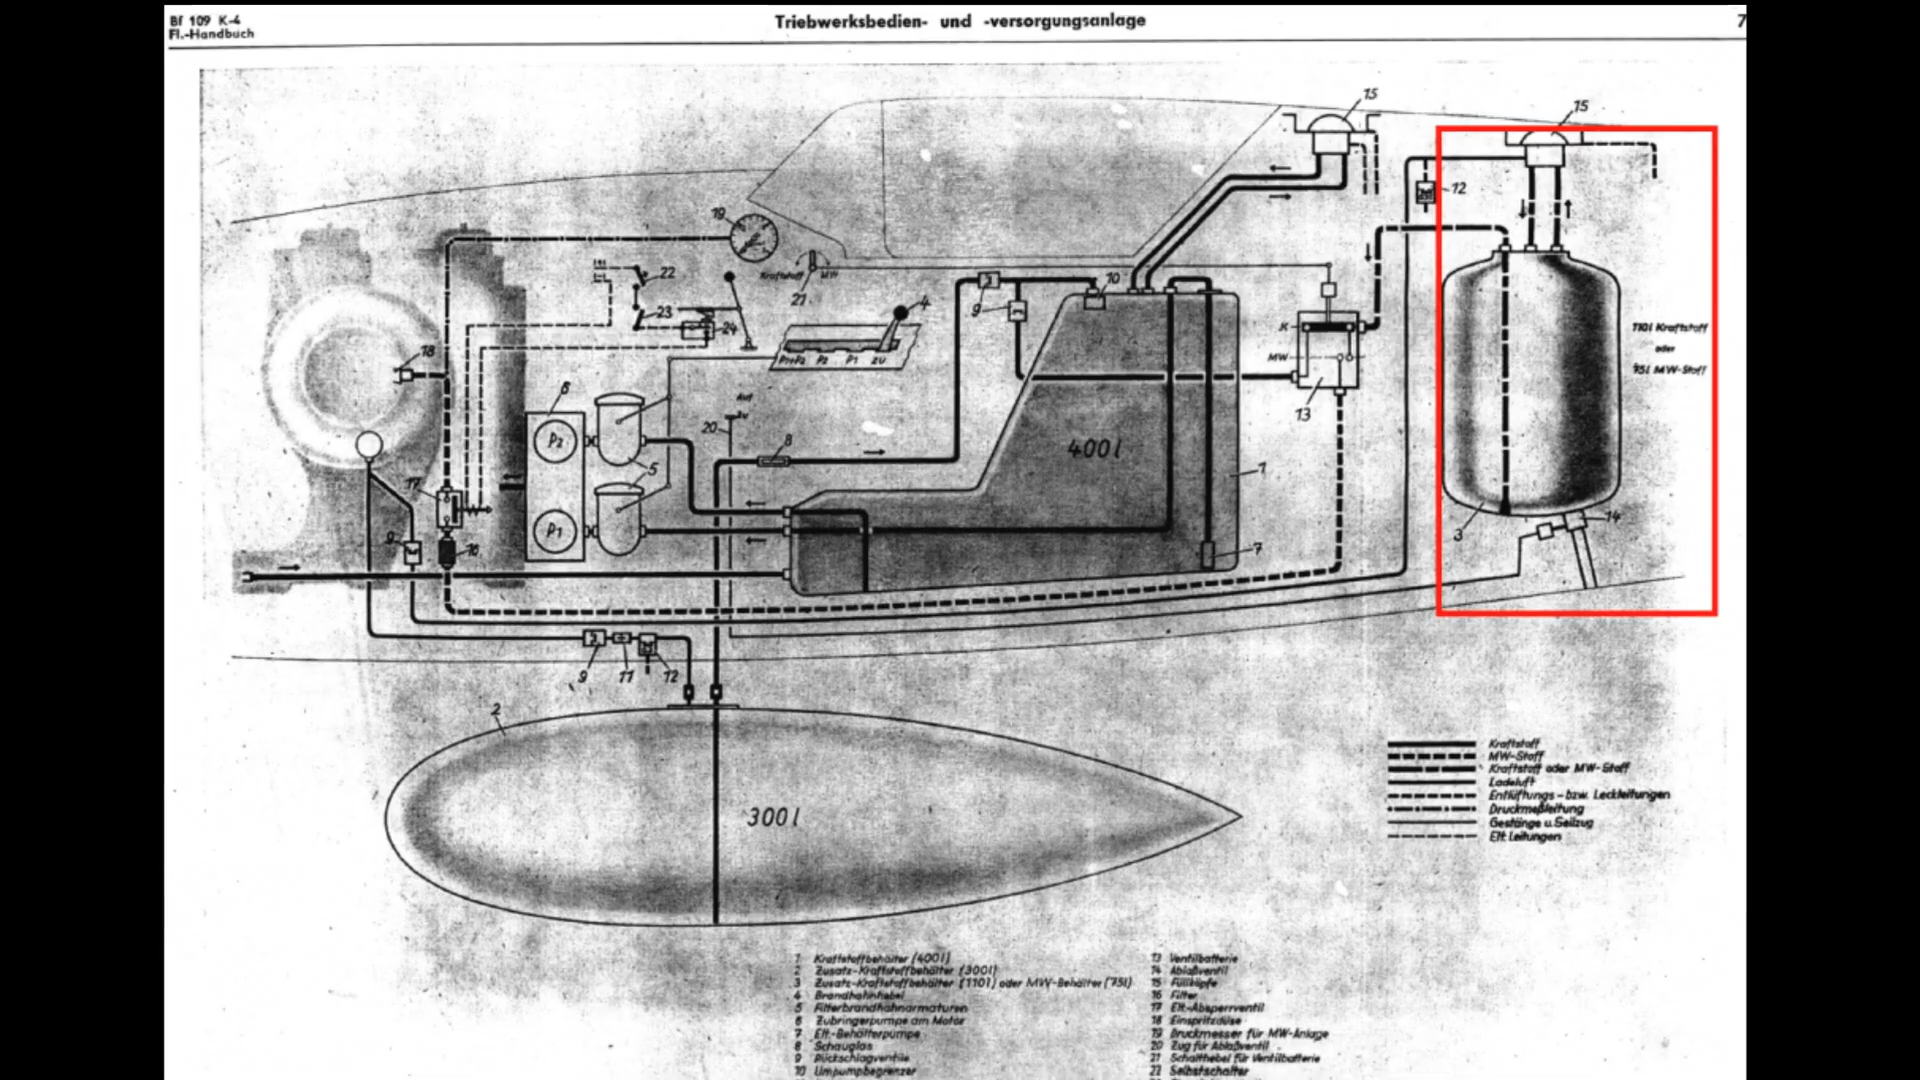 Bf 109 K-4
Fl.-Handbuch
Triebwerksbedien- und -versorgungsanlage
7
15
15
12
19
Kraftstoff
MW
21
22
23
24
4
P1+P2 P2 P1 zu
9
10
K
MW
13
110l Kraftstoff
oder
75l MW-Stoff
18
6
P2
P1
5
Auf
Zu
20
8
400l
1
7
17
9
16
3
14
9
11
12
2
300l
Kraftstoff
MW-Stoff
Kraftstoff oder MW-Stoff
Ladeluft
Entlüftungs-bzw. Leckleitungen
Druckmeßleitung
Gestänge u. Seilzug
Elt. Leitungen
1 Kraftstoffbehälter (400l)
2 Zusatz-Kraftstoffbehälter (300l)
3 Zusatz-Kraftstoffbehälter (110l) oder MW-Behälter (75l)
4 Brandhahnhebel
5 Filterbrandhahnarmaturen
6 Zubringerpumpe am Motor
7 Elt.-Behälterpumpe
8 Schauglas
9 Rückschlagventile
10 Umpumpbegrenzer
13 Ventilbatterie
14 Ablaßventil
15 Füllköpfe
16 Filter
17 Elt.-Absperrventil
18 Einspritzdüse
19 Druckmesser für MW-Anlage
20 Zug für Ablaßventil
21 Schalthebel für Ventilbatterie
22 Selbstschalter